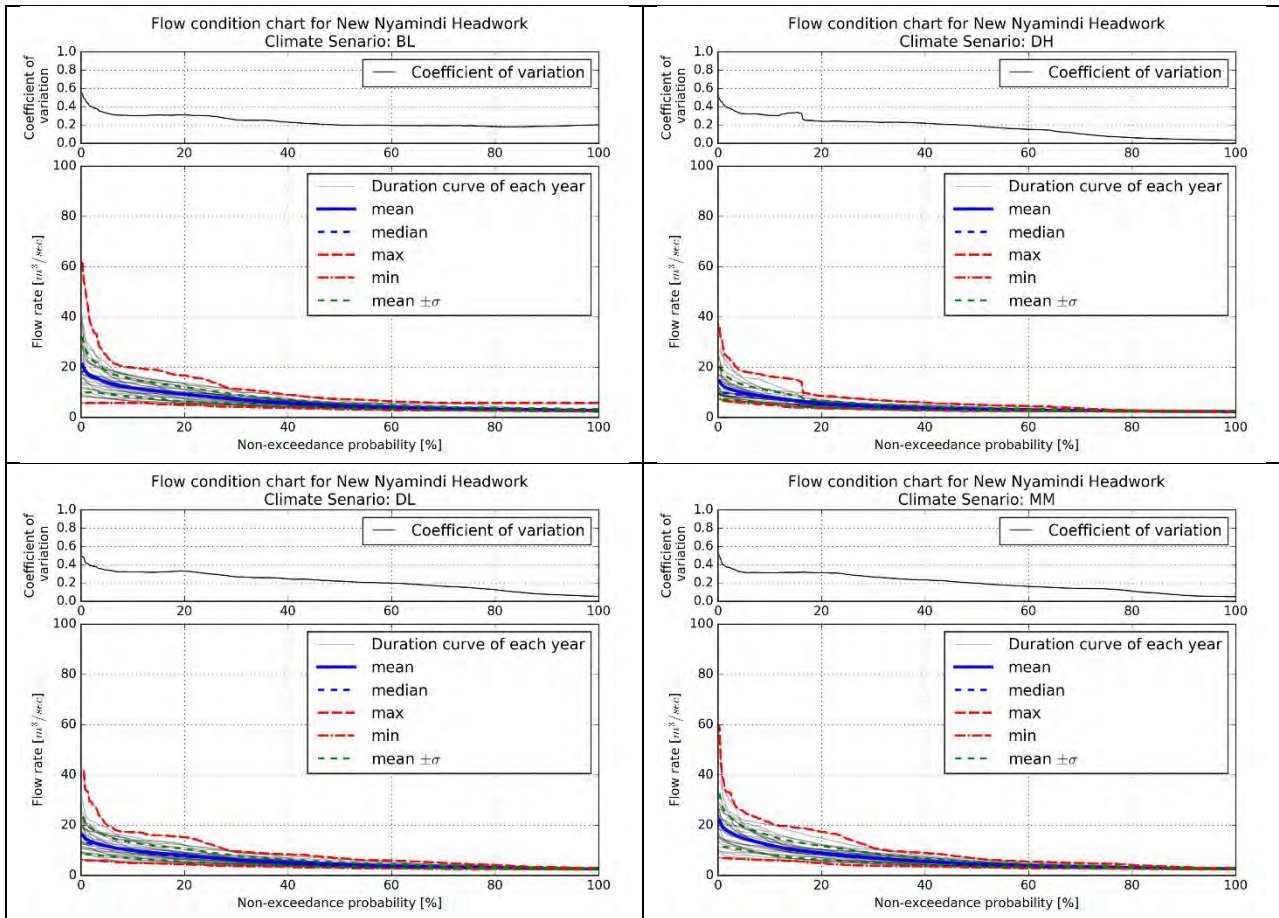 Flow condition chart for New Nyamindi Headwork
Climate Senario: BL
Coefficient of
variation
1.0
0.8
0.6
0.4
0.2
0.0
Coefficient of variation
0 20 40 60 80 100
Flow rate [m³/sec]
100
80
60
40
20
0
Duration curve of each year
mean
median
max
min
mean ±σ
0 20 40 60 80 100
Non-exceedance probability [%]
Flow condition chart for New Nyamindi Headwork
Climate Senario: DH
Coefficient of
variation
1.0
0.8
0.6
0.4
0.2
0.0
Coefficient of variation
0 20 40 60 80 100
Flow rate [m³/sec]
100
80
60
40
20
0
Duration curve of each year
mean
median
max
min
mean ±σ
0 20 40 60 80 100
Non-exceedance probability [%]
Flow condition chart for New Nyamindi Headwork
Climate Senario: DL
Coefficient of
variation
1.0
0.8
0.6
0.4
0.2
0.0
Coefficient of variation
0 20 40 60 80 100
Flow rate [m³/sec]
100
80
60
40
20
0
Duration curve of each year
mean
median
max
min
mean ±σ
0 20 40 60 80 100
Non-exceedance probability [%]
Flow condition chart for New Nyamindi Headwork
Climate Senario: MM
Coefficient of
variation
1.0
0.8
0.6
0.4
0.2
0.0
Coefficient of variation
0 20 40 60 80 100
Flow rate [m³/sec]
100
80
60
40
20
0
Duration curve of each year
mean
median
max
min
mean ±σ
0 20 40 60 80 100
Non-exceedance probability [%]